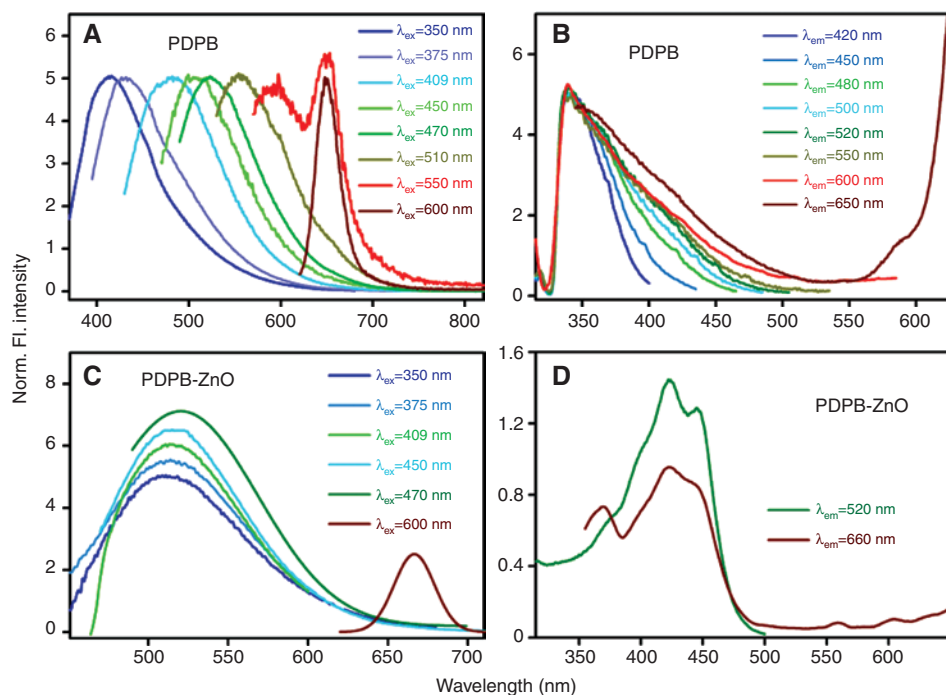 A
PDPB
λex=350 nm
λex=375 nm
λex=409 nm
λex=450 nm
λex=470 nm
λex=510 nm
λex=550 nm
λex=600 nm
6
5
4
3
2
1
0
400 500 600 700 800
B
PDPB
λem=420 nm
λem=450 nm
λem=480 nm
λem=500 nm
λem=520 nm
λem=550 nm
λem=600 nm
λem=650 nm
6
4
2
0
350 400 450 500 550 600
Norm. Fl. intensity
C
PDPB-ZnO
λex=350 nm
λex=375 nm
λex=409 nm
λex=450 nm
λex=470 nm
λex=600 nm
8
6
4
2
0
500 550 600 650 700
D
PDPB-ZnO
λem=520 nm
λem=660 nm
1.6
1.2
0.8
0.4
0
350 400 450 500 550 600
Wavelength (nm)